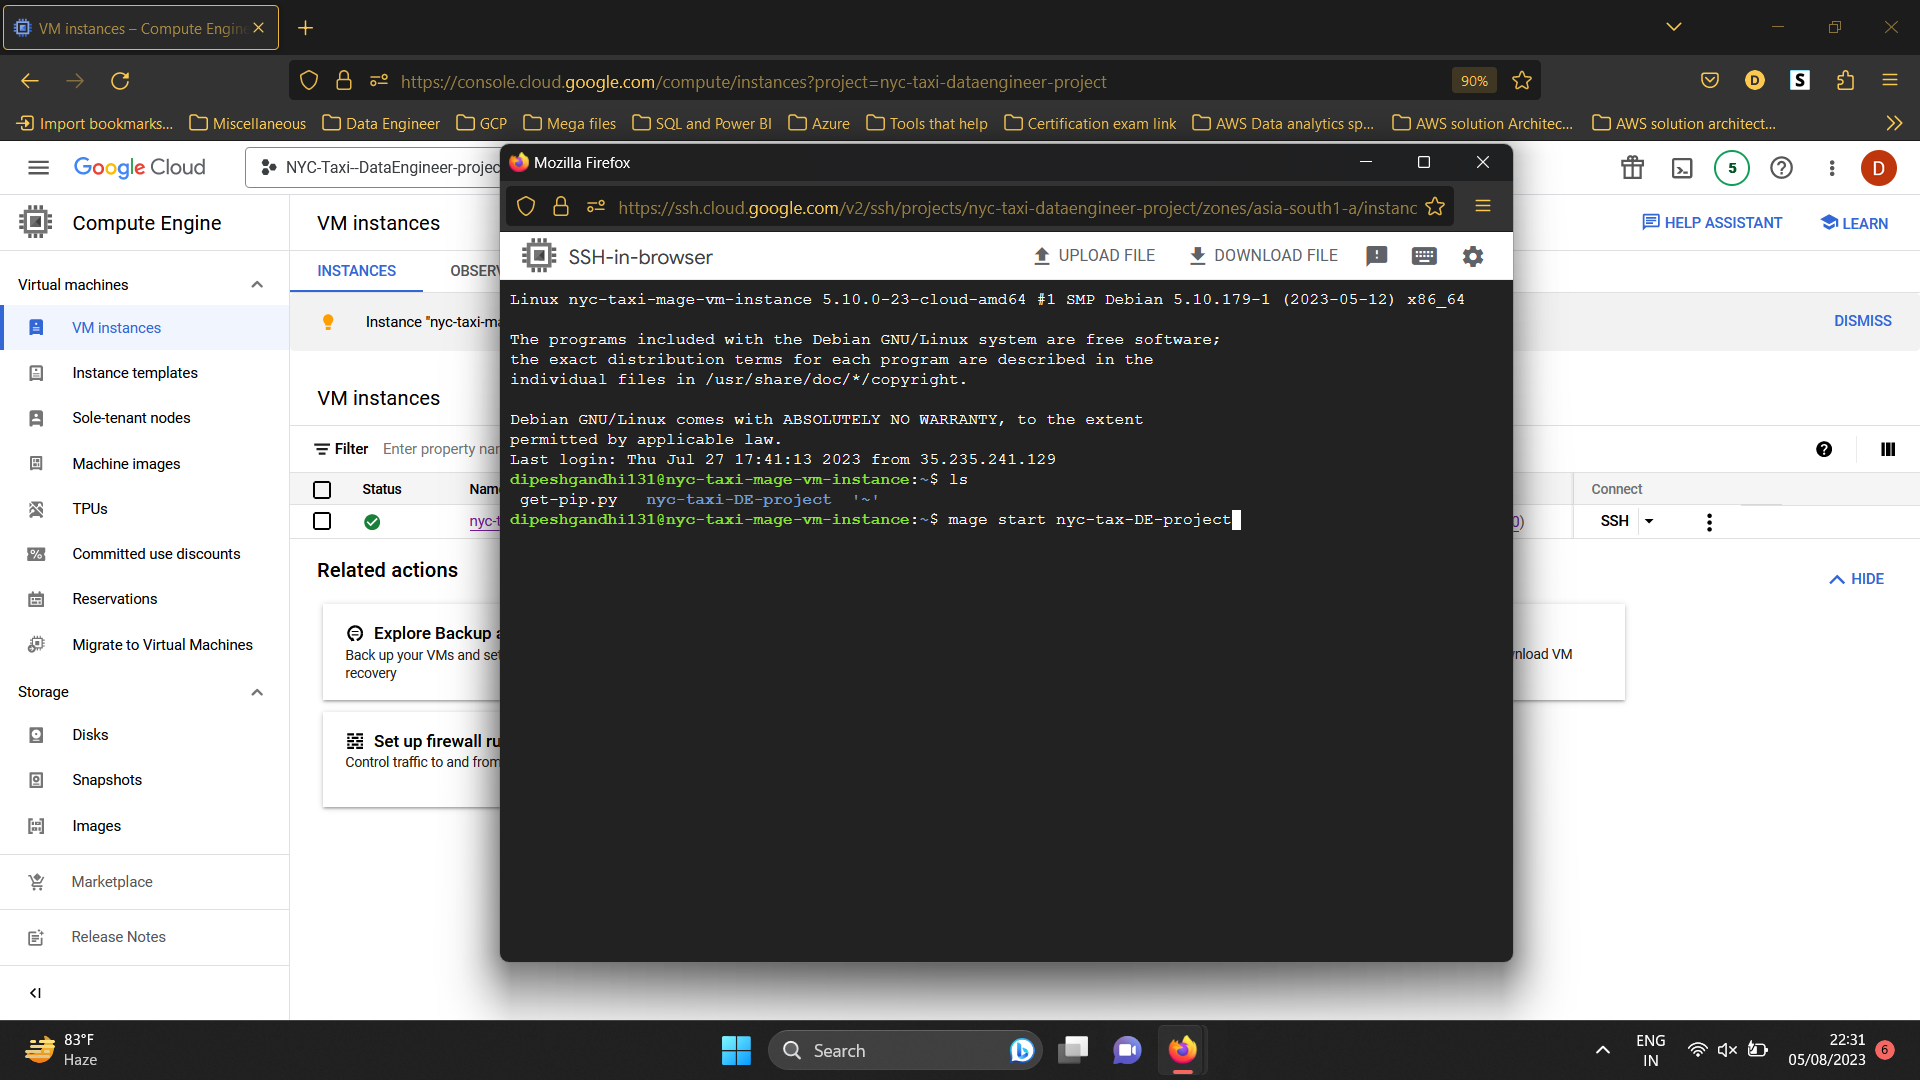 VM instances – Compute Engin
https://console.cloud.google.com/compute/instances?project=nyc-taxi-dataengineer-project
90%
D
S
Import bookmarks...
Miscellaneous
Data Engineer
GCP
Mega files
SQL and Power BI
Azure
Tools that help
Certification exam link
AWS Data analytics sp...
AWS solution Architec...
AWS solution architect...
Google Cloud
NYC-Taxi--DataEngineer-projec
5
D
Compute Engine
Virtual machines
VM instances
Instance templates
Sole-tenant nodes
Machine images
TPUs
Committed use discounts
Reservations
Migrate to Virtual Machines
Storage
Disks
Snapshots
Images
Marketplace
Release Notes
VM instances
HELP ASSISTANT
LEARN
INSTANCES
OBSERV
Instance "nyc-taxi-ma
DISMISS
VM instances
Filter
Enter property nam
Status
Name
Connect
nyc-t
0)
SSH
Related actions
HIDE
Explore Backup a
Back up your VMs and set
recovery
wnload VM
Set up firewall ru
Control traffic to and from
Mozilla Firefox
https://ssh.cloud.google.com/v2/ssh/projects/nyc-taxi-dataengineer-project/zones/asia-south1-a/instanc
SSH-in-browser
UPLOAD FILE
DOWNLOAD FILE
Linux nyc-taxi-mage-vm-instance 5.10.0-23-cloud-amd64 #1 SMP Debian 5.10.179-1 (2023-05-12) x86_64
The programs included with the Debian GNU/Linux system are free software;
the exact distribution terms for each program are described in the
individual files in /usr/share/doc/*/copyright.
Debian GNU/Linux comes with ABSOLUTELY NO WARRANTY, to the extent
permitted by applicable law.
Last login: Thu Jul 27 17:41:13 2023 from 35.235.241.129
dipeshgandhi131@nyc-taxi-mage-vm-instance:~$ ls
get-pip.py nyc-taxi-DE-project '~'
dipeshgandhi131@nyc-taxi-mage-vm-instance:~$ mage start nyc-tax-DE-project
83°F
Haze
Search
ENG
IN
22:31
05/08/2023
6